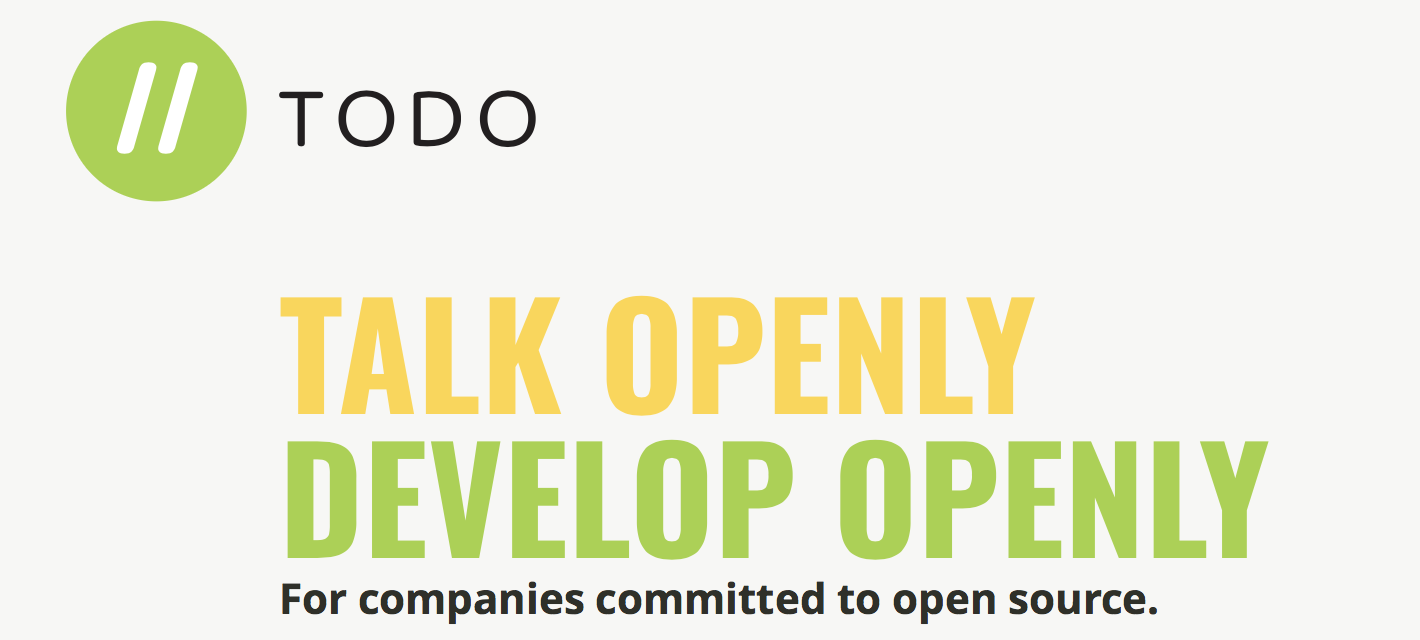 // TODO
TALK OPENLY
DEVELOP OPENLY
For companies committed to open source.